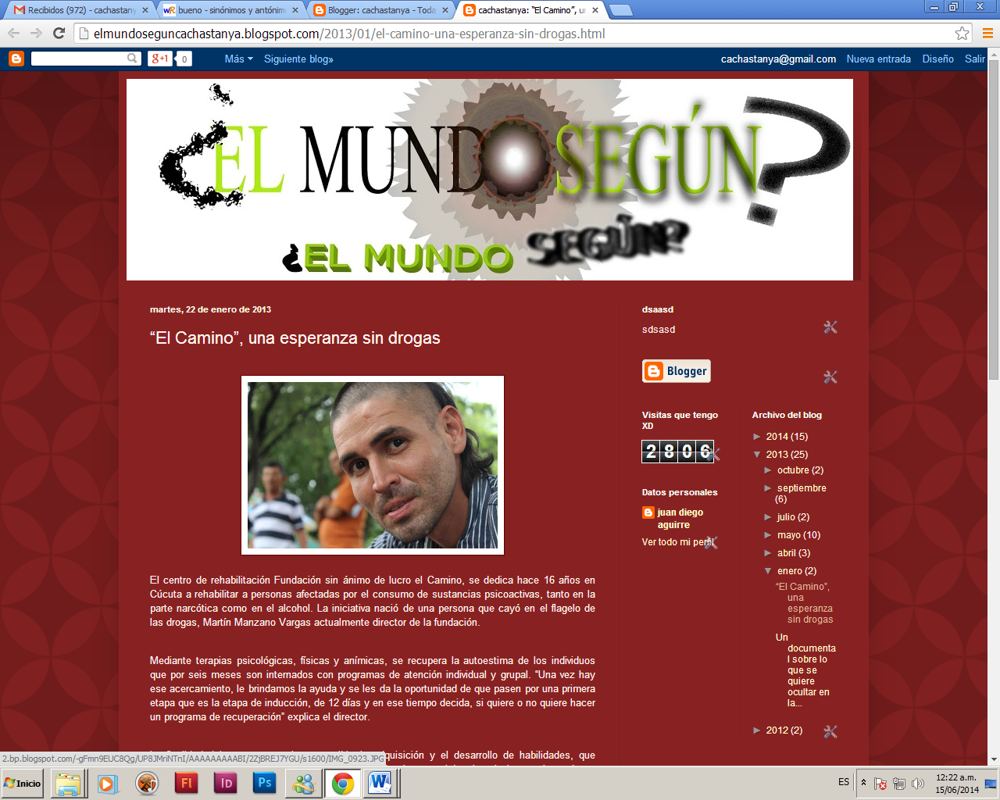 Recibidos (972) - cachastany
bueno - sinónimos y antónim
Blogger: cachastanya - Toda
cachastanya: “El Camino”, un
elmundoseguncachastanya.blogspot.com/2013/01/el-camino-una-esperanza-sin-drogas.html
g+1 0
Más
Siguiente blog»
cachastanya@gmail.com
Nueva entrada
Diseño
Salir
¿EL MUNDO SEGÚN?
¿EL MUNDO SEGÚN?
martes, 22 de enero de 2013
“El Camino”, una esperanza sin drogas
El centro de rehabilitación Fundación sin ánimo de lucro el Camino, se dedica hace 16 años en
Cúcuta a rehabilitar a personas afectadas por el consumo de sustancias psicoactivas, tanto en la
parte narcótica como en el alcohol. La iniciativa nació de una persona que cayó en el flagelo de
las drogas, Martín Manzano Vargas actualmente director de la fundación.
Mediante terapias psicológicas, físicas y anímicas, se recupera la autoestima de los individuos
que por seis meses son internados con programas de atención individual y grupal. “Una vez hay
ese acercamiento, le brindamos la ayuda y se les da la oportunidad de que pasen por una primera
etapa que es la etapa de inducción, de 12 días y en ese tiempo decida, si quiere o no quiere hacer
un programa de recuperación” explica el director.
quisición y el desarrollo de habilidades, que
dsaasd
sdsasd
Blogger
Visitas que tengo
XD
2806
Datos personales
juan diego
aguirre
Ver todo mi perfil
Archivo del blog
► 2014 (15)
▼ 2013 (25)
► octubre (2)
► septiembre
(6)
► julio (2)
► mayo (10)
► abril (3)
▼ enero (2)
“El Camino”,
una
esperanza
sin drogas
Un
documenta
l sobre lo
que se
quiere
ocultar en
la...
► 2012 (2)
2.bp.blogspot.com/-gFmn9EUC8Qg/UP8JMriNTnI/AAAAAAAAABI/2ZjBREJ7YGU/s1600/IMG_0923.JPG
Inicio
Fl
Id
Ps
W
ES
12:22 a.m.
15/06/2014